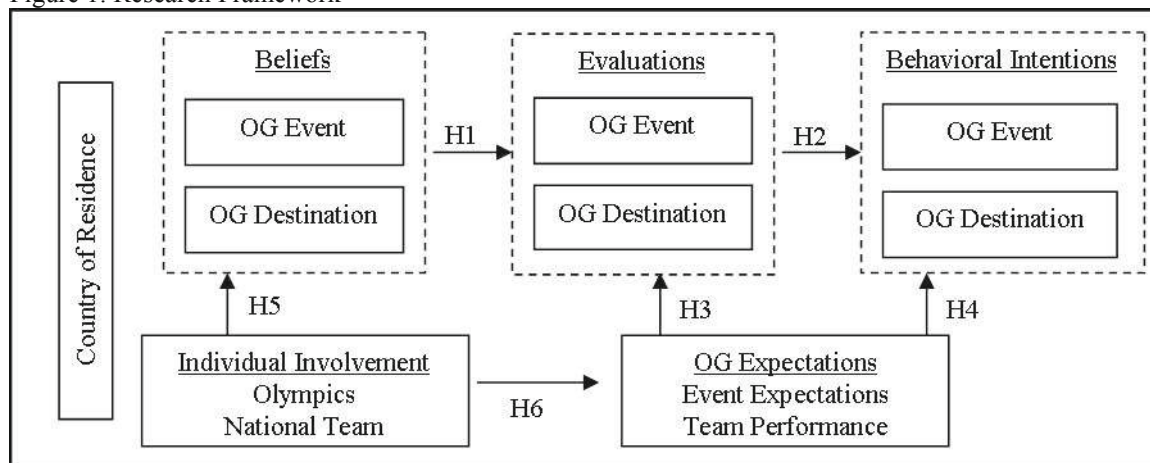 Figure 1. Research Framework
Country of Residence
Beliefs
OG Event
OG Destination
H1
Evaluations
OG Event
OG Destination
H2
Behavioral Intentions
OG Event
OG Destination
H5
H3
H4
Individual Involvement
Olympics
National Team
H6
OG Expectations
Event Expectations
Team Performance